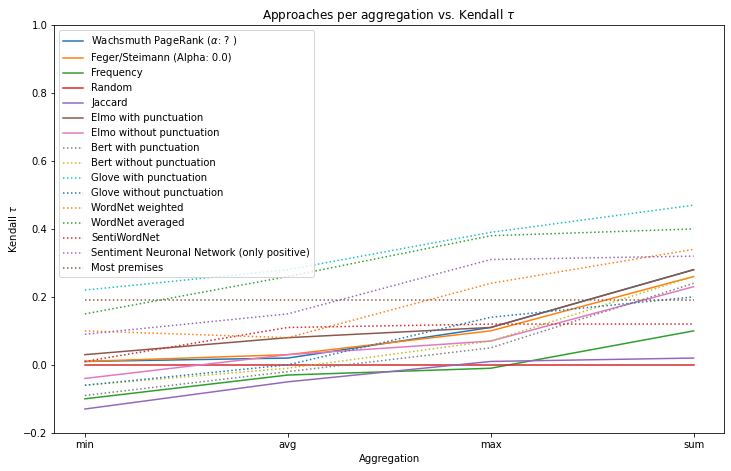 Approaches per aggregation vs. Kendall τ
1.0
0.8
0.6
0.4
0.2
0.0
−0.2
Kendall τ
Wachsmuth PageRank (α: ? )
Feger/Steimann (Alpha: 0.0)
Frequency
Random
Jaccard
Elmo with punctuation
Elmo without punctuation
Bert with punctuation
Bert without punctuation
Glove with punctuation
Glove without punctuation
WordNet weighted
WordNet averaged
SentiWordNet
Sentiment Neuronal Network (only positive)
Most premises
min avg max sum
Aggregation